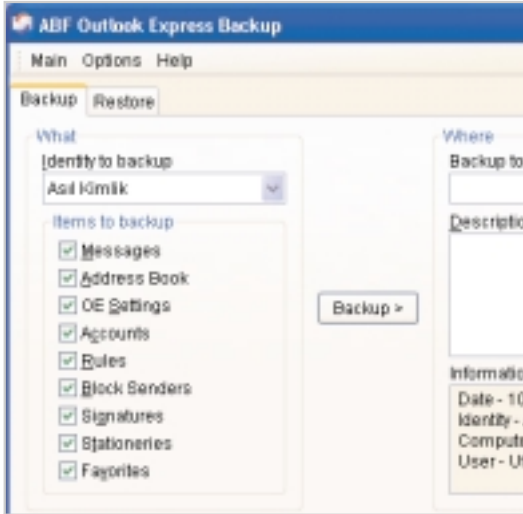 ABF Outlook Express Backup
Main Options Help
Backup Restore
What
Identity to backup
Asıl Kimlik
Items to backup
Messages
Address Book
OE Settings
Accounts
Rules
Block Senders
Signatures
Stationeries
Favorites
Backup >
Where
Backup to
Descriptio
Informatio
Date - 10
Identity -
Compute
User - U